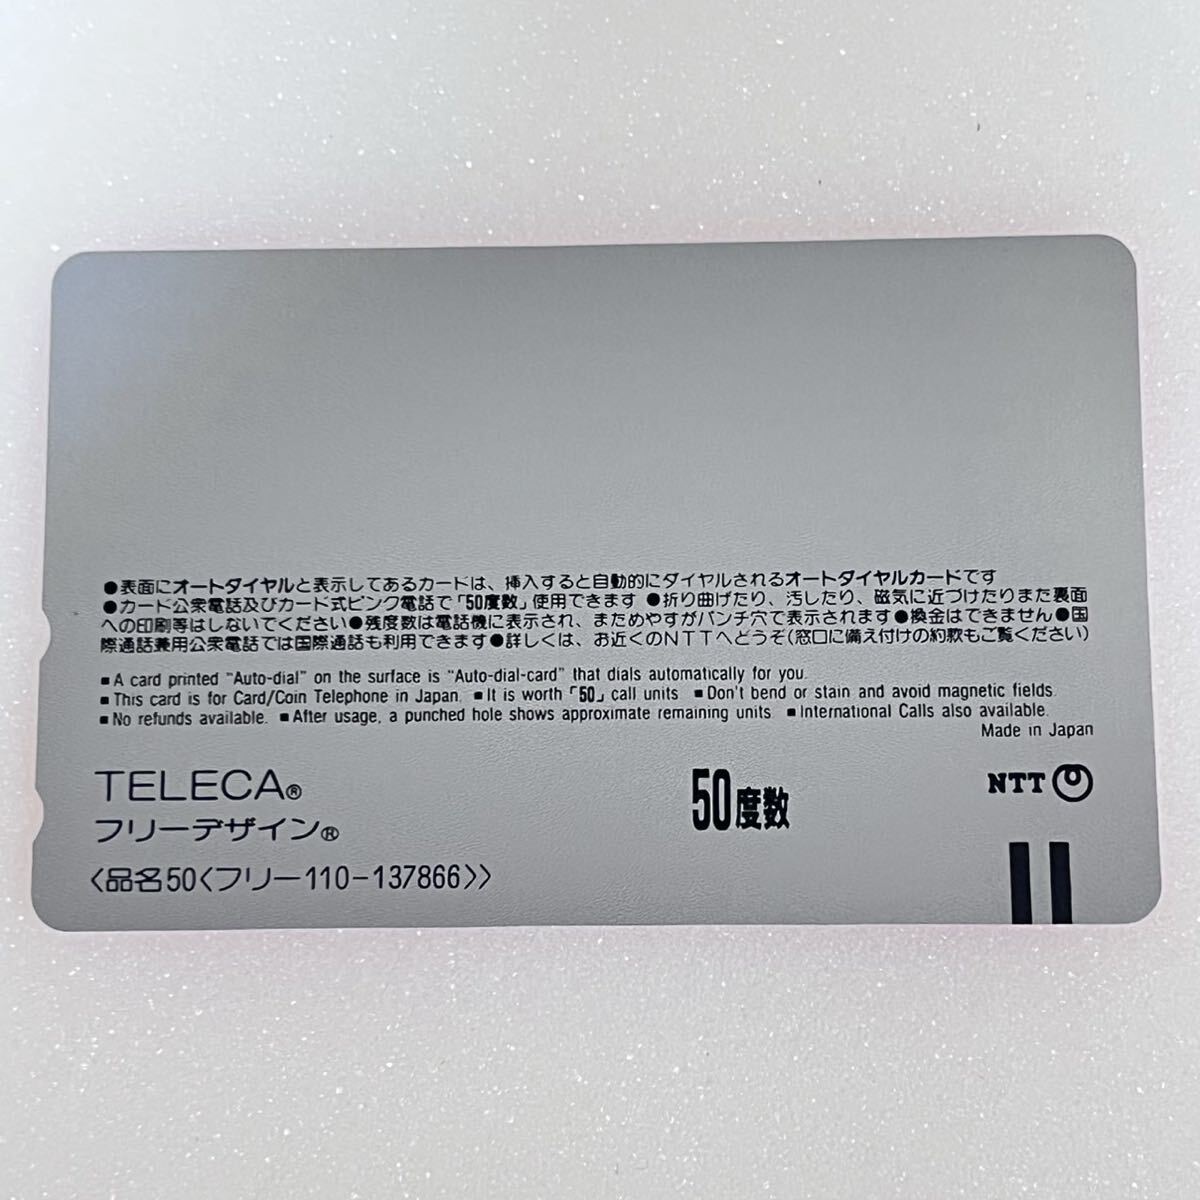 ●表面にオートダイヤルと表示してあるカードは、挿入すると自動的にダイヤルされるオートダイヤルカードです
●カード公衆電話及びカード式ピンク電話で「50度数」使用できます ●折り曲げたり、汚したり、磁気に近づけたりまた裏面
への印刷等はしないでください●残度数は電話機に表示され、まためやすがパンチ穴で表示されます●換金はできません●国
際通話兼用公衆電話では国際通話も利用できます●詳しくは、お近くのNTTへどうぞ(窓口に備え付けの約款もご覧ください)
■A card printed "Auto-dial" on the surface is "Auto-dial-card" that dials automatically for you.
■This card is for Card/Coin Telephone in Japan. ■It is worth「50」call units ■Don't bend or stain and avoid magnetic fields.
■No refunds available. ■After usage, a punched hole shows approximate remaining units ■International Calls also available.
Made in Japan
TELECA®
フリーデザイン®
50度数
NTT
〈品名50〈フリー110-137866〉〉